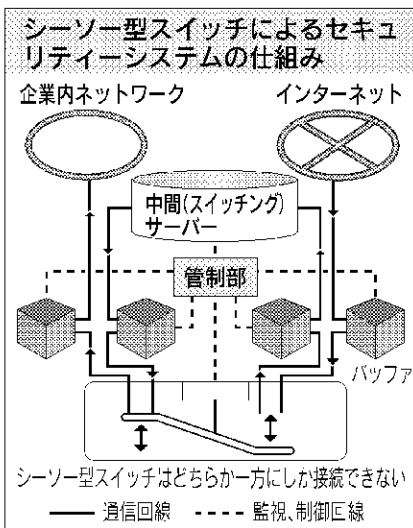 シーソー型スイッチによるセキュ
リティーシステムの仕組み
企業内ネットワーク
インターネット
中間(スイッチング)
サーバー
管制部
バッファ
シーソー型スイッチはどちらか一方にしか接続できない
通信回線
監視、制御回線